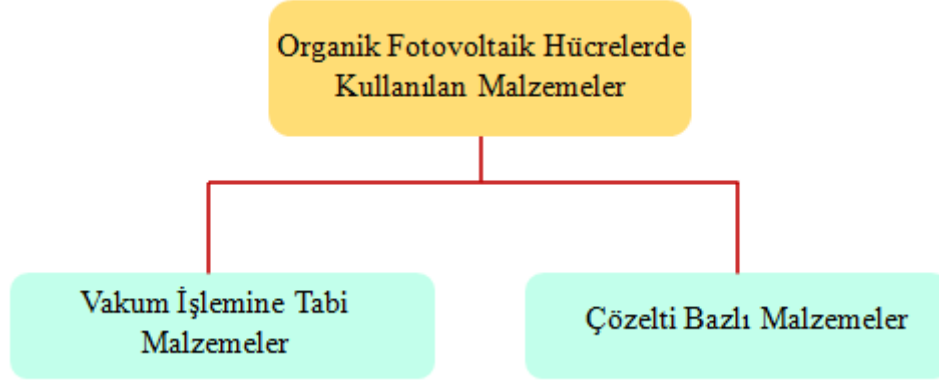 Organik Fotovoltaik Hücrelerde
Kullanılan Malzemeler
Vakum İşlemine Tabi
Malzemeler
Çözelti Bazlı Malzemeler